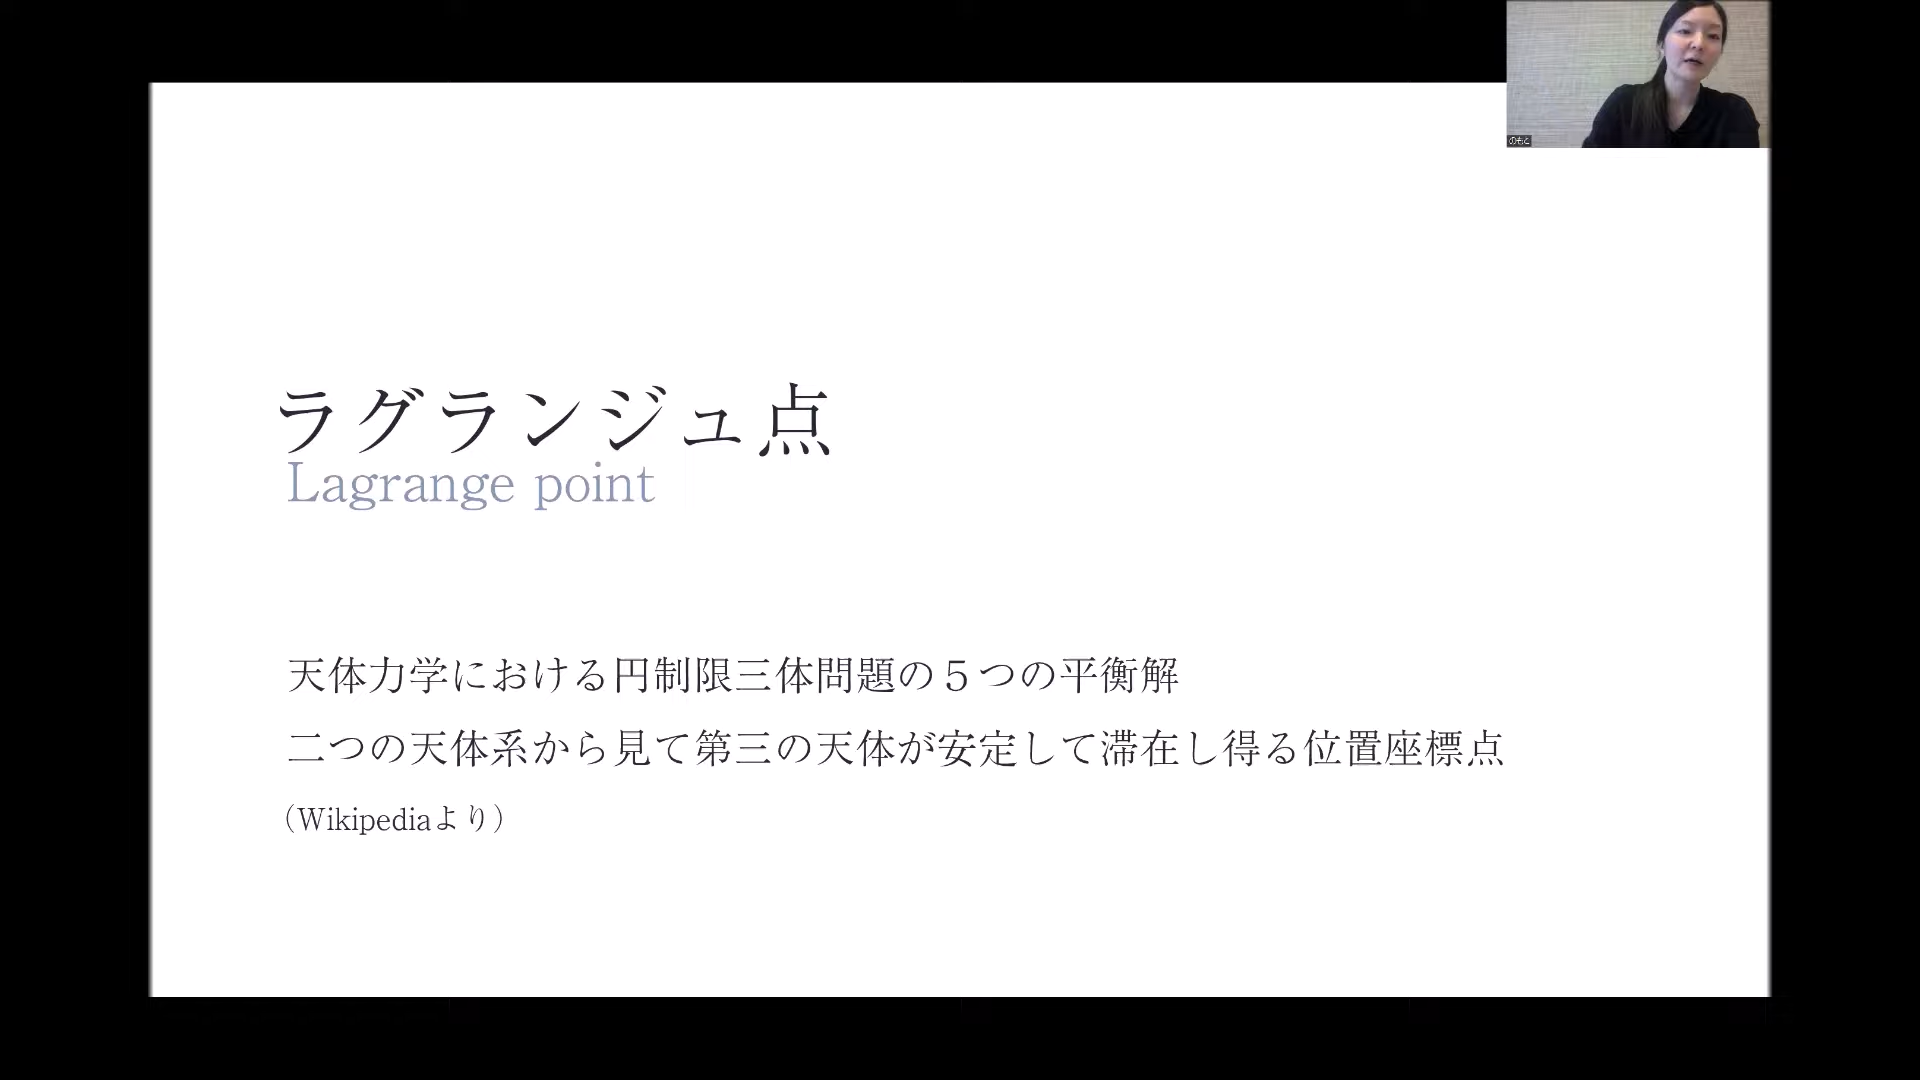 のもと
ラグランジュ点
Lagrange point
天体力学における円制限三体問題の５つの平衡解
二つの天体系から見て第三の天体が安定して滞在し得る位置座標点
（Wikipediaより）